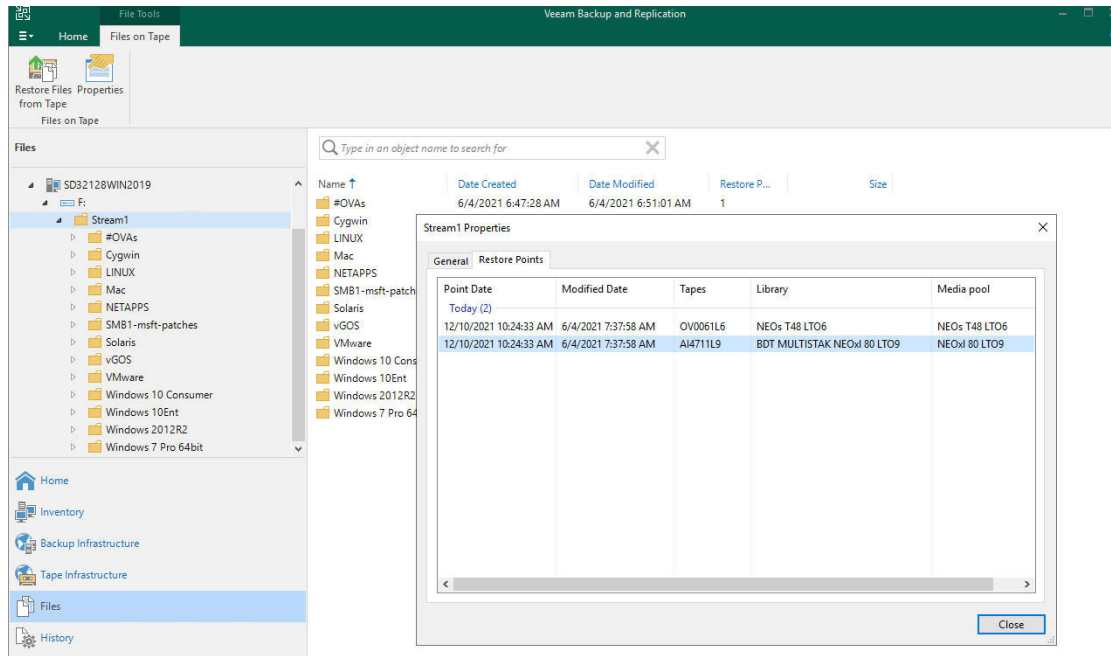 File Tools
Veeam Backup and Replication
Home
Files on Tape
Restore Files from Tape
Properties
Files on Tape
Files
Type in an object name to search for
SD32128WIN2019
F:
Stream1
#OVAs
Cygwin
LINUX
Mac
NETAPPS
SMB1-msft-patches
Solaris
vGOS
VMware
Windows 10 Consumer
Windows 10Ent
Windows 2012R2
Windows 7 Pro 64bit
Name Date Created Date Modified Restore P... Size
#OVAs 6/4/2021 6:47:28 AM 6/4/2021 6:51:01 AM 1
Cygwin
LINUX
Mac
NETAPPS
SMB1-msft-patch
Solaris
vGOS
VMware
Windows 10 Cons
Windows 10Ent
Windows 2012R2
Windows 7 Pro 64
Stream1 Properties
General Restore Points
Point Date Modified Date Tapes Library Media pool
Today (2)
12/10/2021 10:24:33 AM 6/4/2021 7:37:58 AM OV0061L6 NEOs T48 LTO6 NEOs T48 LTO6
12/10/2021 10:24:33 AM 6/4/2021 7:37:58 AM AI4711L9 BDT MULTISTAK NEOxl 80 LTO9 NEOxl 80 LTO9
Close
Home
Inventory
Backup Infrastructure
Tape Infrastructure
Files
History